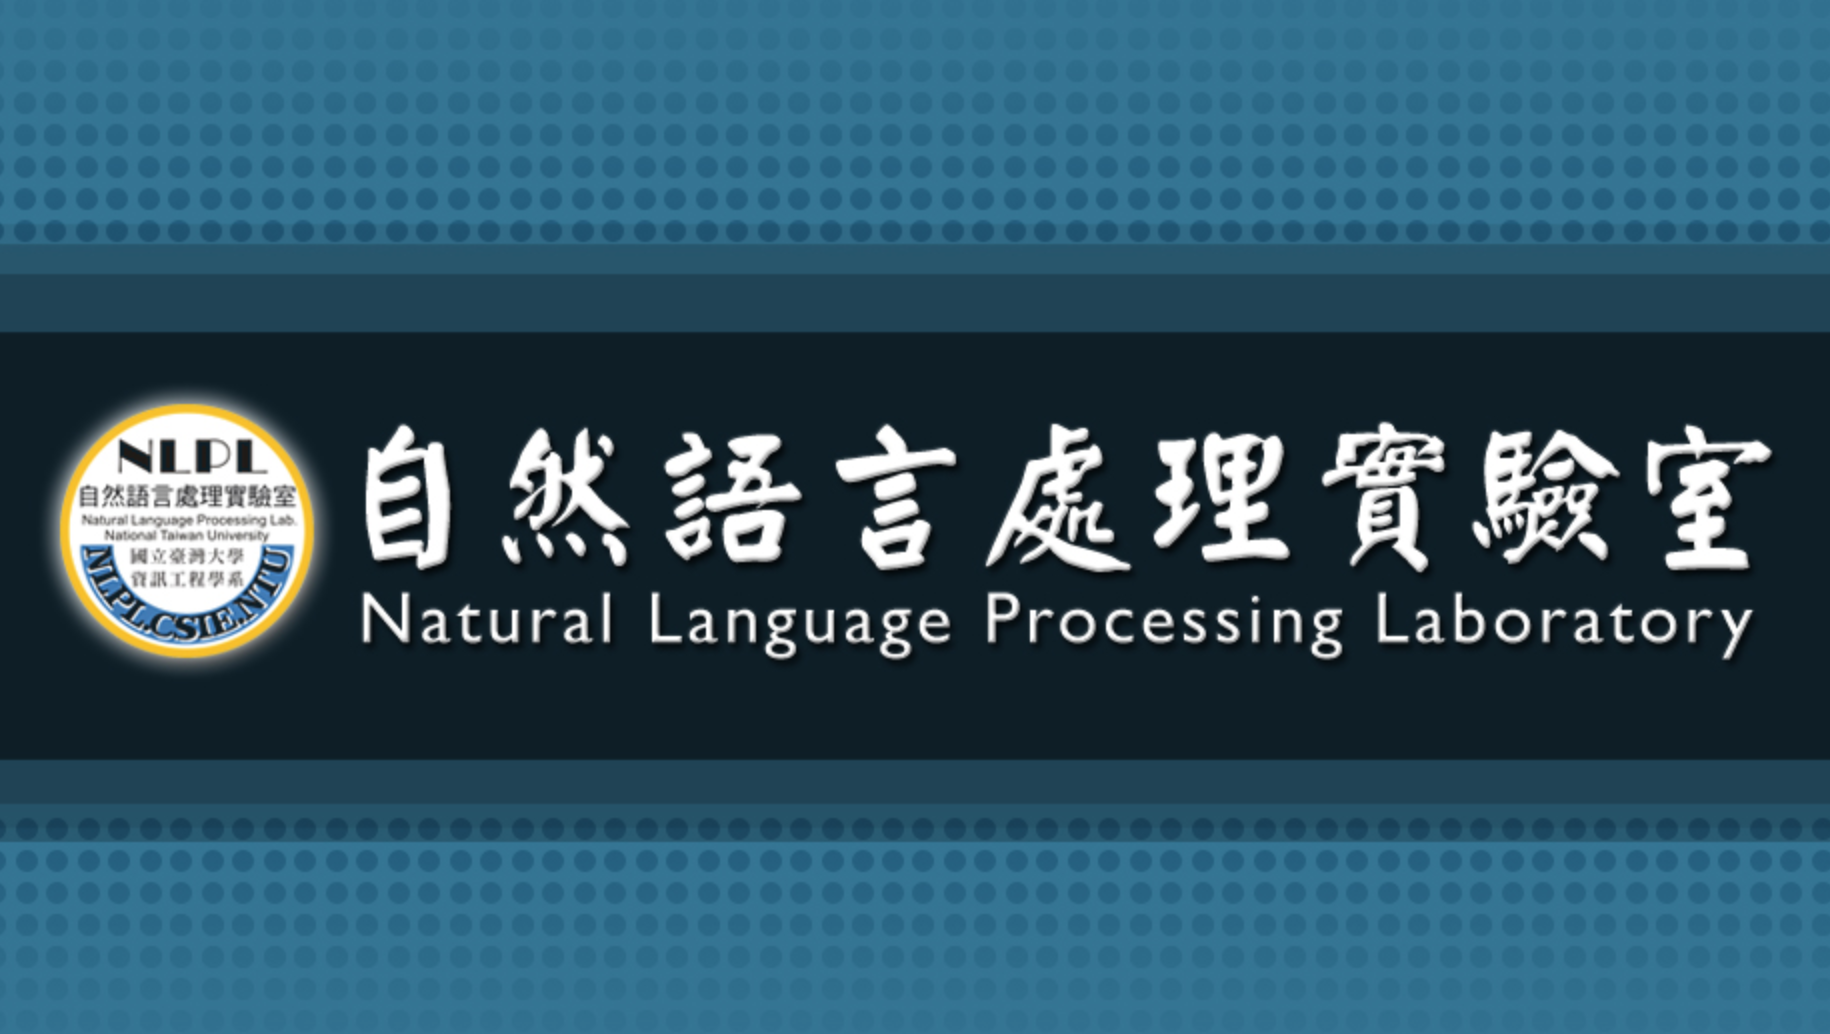 NLPL
自然語言處理實驗室
Natural Language Processing Lab.
National Taiwan University
國立臺灣大學
資訊工程學系
NLPL.CSIE.NTU
自然語言處理實驗室
Natural Language Processing Laboratory